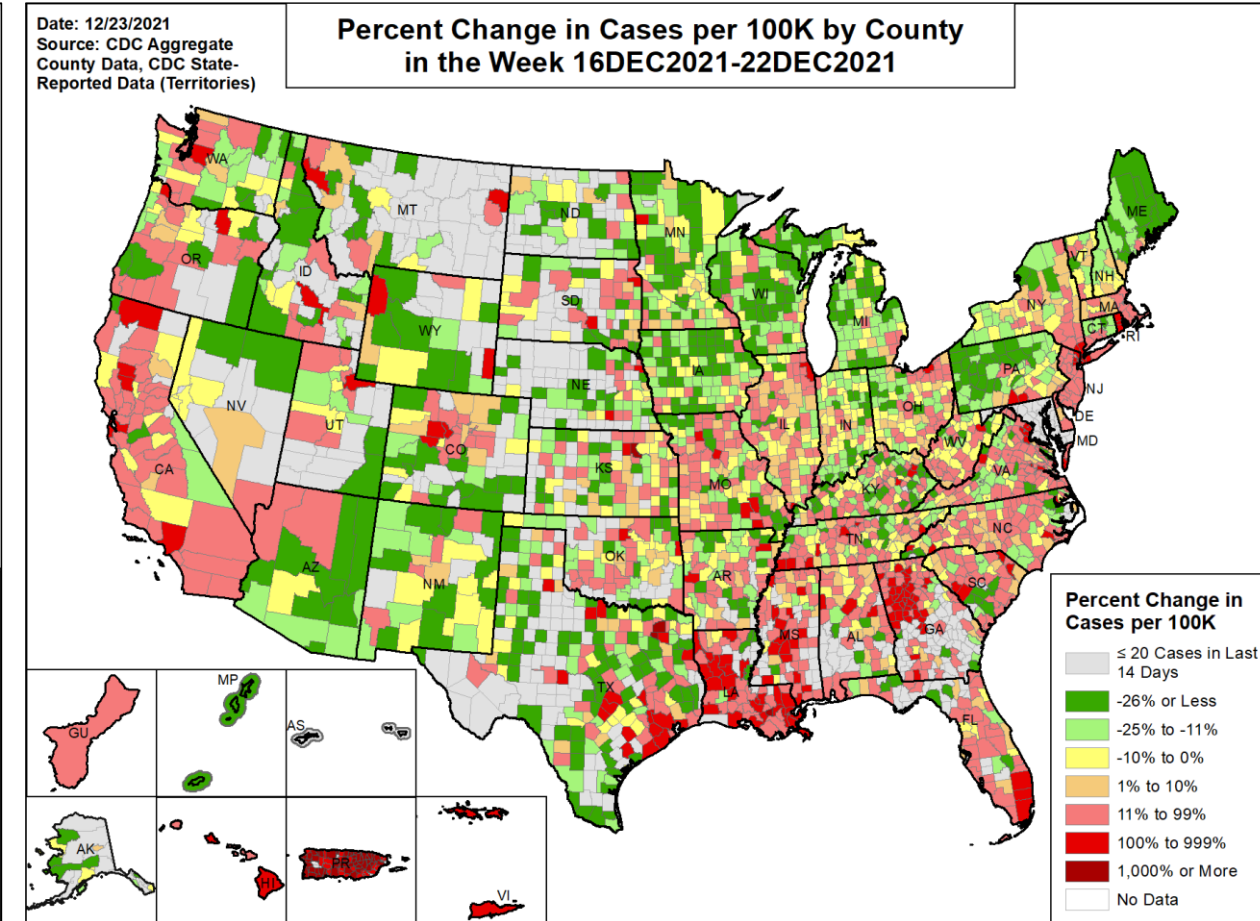 Date: 12/23/2021
Source: CDC Aggregate
County Data, CDC State-
Reported Data (Territories)
Percent Change in Cases per 100K by County
in the Week 16DEC2021-22DEC2021
WA
MT
ND
MN
ME
OR
ID
SD
WI
MI
VT
NH
NY
MA
CT
RI
WY
IA
NE
PA
NJ
NV
UT
CO
IL
IN
OH
DE
MD
WV
VA
CA
KS
MO
KY
NC
AZ
NM
OK
AR
TN
SC
MS
AL
GA
TX
LA
FL
GU
MP
AS
AK
HI
PR
VI
Percent Change in
Cases per 100K
≤ 20 Cases in Last
14 Days
-26% or Less
-25% to -11%
-10% to 0%
1% to 10%
11% to 99%
100% to 999%
1,000% or More
No Data